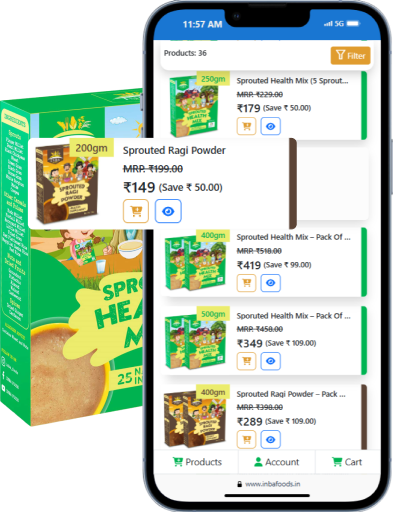 11:57 AM
5G
Products: 36
Filter
250gm
Sprouted Health Mix (5 Sprout...
MRP. ₹229.00
₹179 (Save ₹ 50.00)
200gm
Sprouted Ragi Powder
MRP. ₹199.00
₹149 (Save ₹ 50.00)
SPROUTED
RAGI
POWDER
400gm
Sprouted Health Mix – Pack Of ...
MRP. ₹518.00
₹419 (Save ₹ 99.00)
500gm
Sporuted Health Mix – Pack Of ...
MRP. ₹458.00
₹349 (Save ₹ 109.00)
400gm
Sprouted Ragi Powder – Pack ...
MRP. ₹398.00
₹289 (Save ₹ 109.00)
Products
Account
Cart
www.inbafoods.in
INGREDIENTS
SPRO
HEA
M
25 N
IN